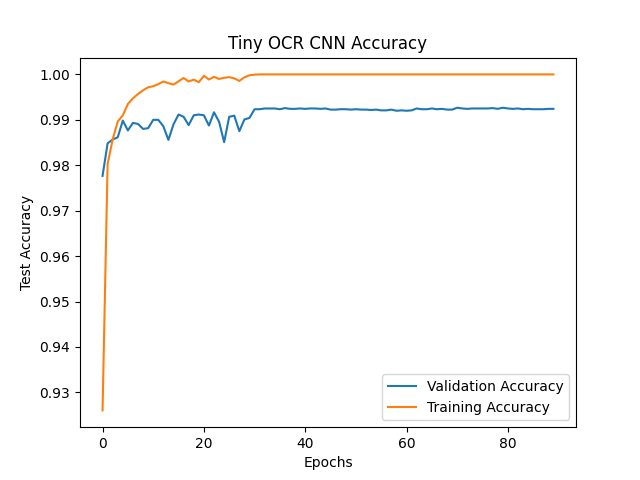 Tiny OCR CNN Accuracy
1.00
0.99
0.98
0.97
0.96
0.95
0.94
0.93
Test Accuracy
Validation Accuracy
Training Accuracy
0 20 40 60 80
Epochs